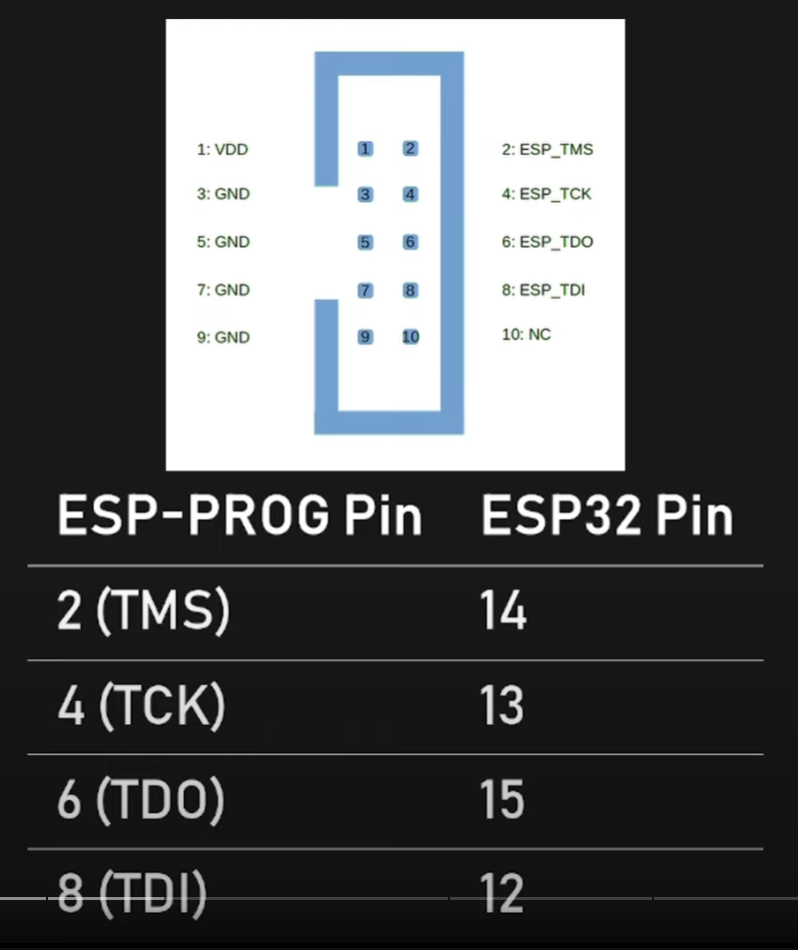 1: VDD 1 2 2: ESP_TMS
3: GND 3 4 4: ESP_TCK
5: GND 5 6 6: ESP_TDO
7: GND 7 8 8: ESP_TDI
9: GND 9 10 10: NC
ESP-PROG Pin ESP32 Pin
2 (TMS) 14
4 (TCK) 13
6 (TDO) 15
8 (TDI) 12